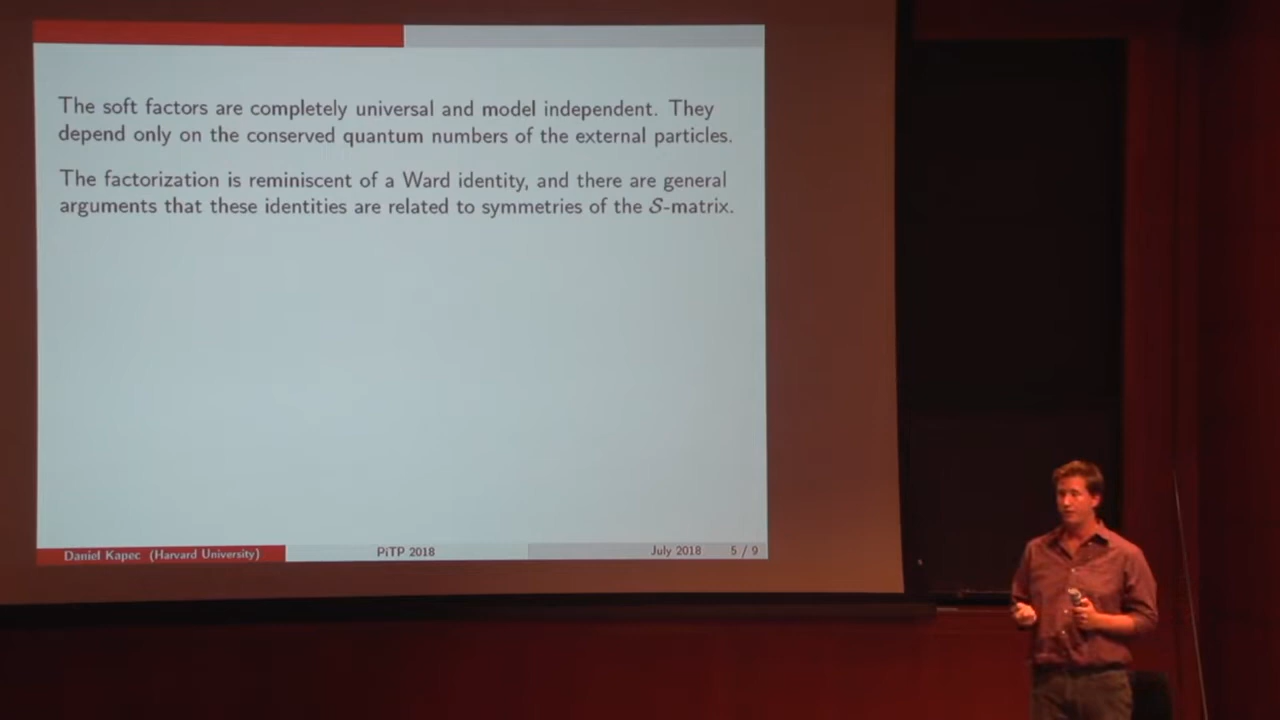 The soft factors are completely universal and model independent. They
depend only on the conserved quantum numbers of the external particles.
The factorization is reminiscent of a Ward identity, and there are general
arguments that these identities are related to symmetries of the S-matrix.
Daniel Kapec (Harvard University) PiTP 2018 July 2018 5 / 9